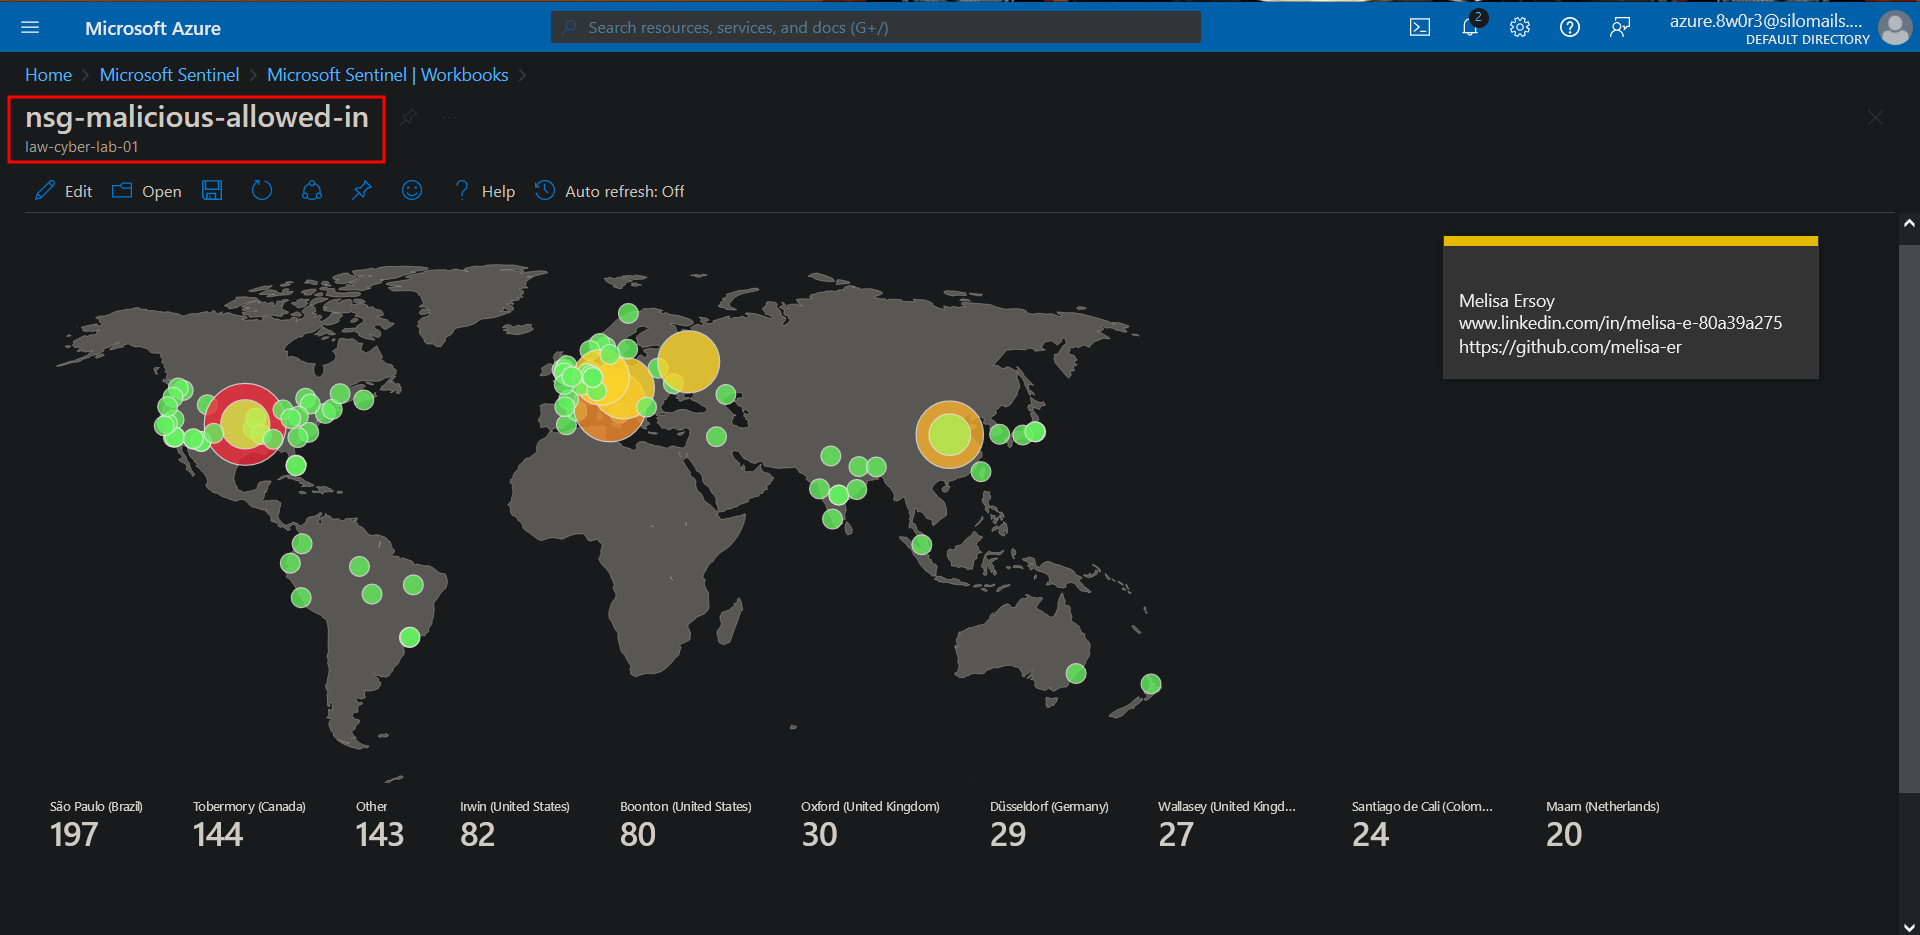 Microsoft Azure
Search resources, services, and docs (G+/)
2
azure.8w0r3@silomails....
DEFAULT DIRECTORY
Home > Microsoft Sentinel > Microsoft Sentinel | Workbooks >
nsg-malicious-allowed-in
...
law-cyber-lab-01
Edit
Open
? Help
Auto refresh: Off
Melisa Ersoy
www.linkedin.com/in/melisa-e-80a39a275
https://github.com/melisa-er
São Paulo (Brazil)
197
Tobermory (Canada)
144
Other
143
Irwin (United States)
82
Boonton (United States)
80
Oxford (United Kingdom)
30
Düsseldorf (Germany)
29
Wallasey (United Kingd...
27
Santiago de Cali (Colom...
24
Maarn (Netherlands)
20